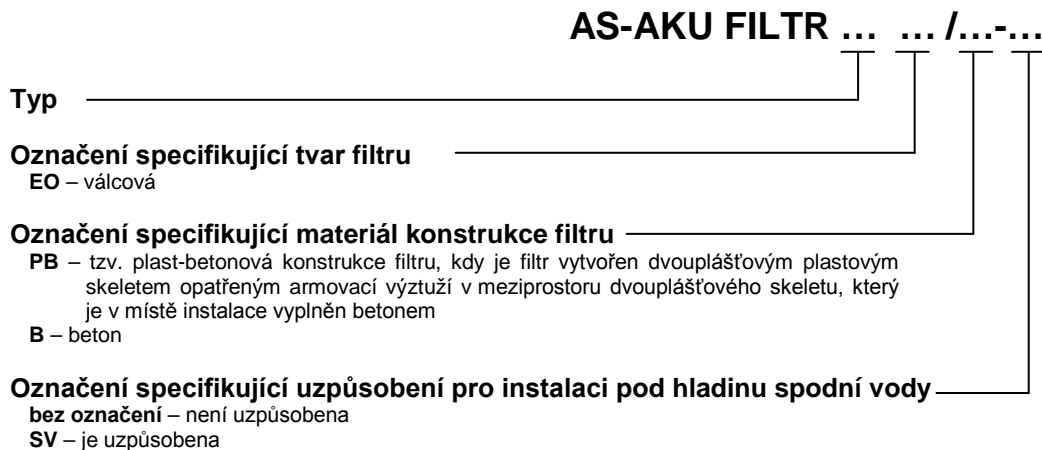 AS-AKU FILTR … … /…-…
Typ
Označení specifikující tvar filtru
EO – válcová
Označení specifikující materiál konstrukce filtru
PB – tzv. plast-betonová konstrukce filtru, kdy je filtr vytvořen dvouplášťovým plastovým
skeletem opatřeným armovací výztuží v meziprostoru dvouplášťového skeletu, který
je v místě instalace vyplněn betonem
B – beton
Označení specifikující uzpůsobení pro instalaci pod hladinu spodní vody
bez označení – není uzpůsobena
SV – je uzpůsobena